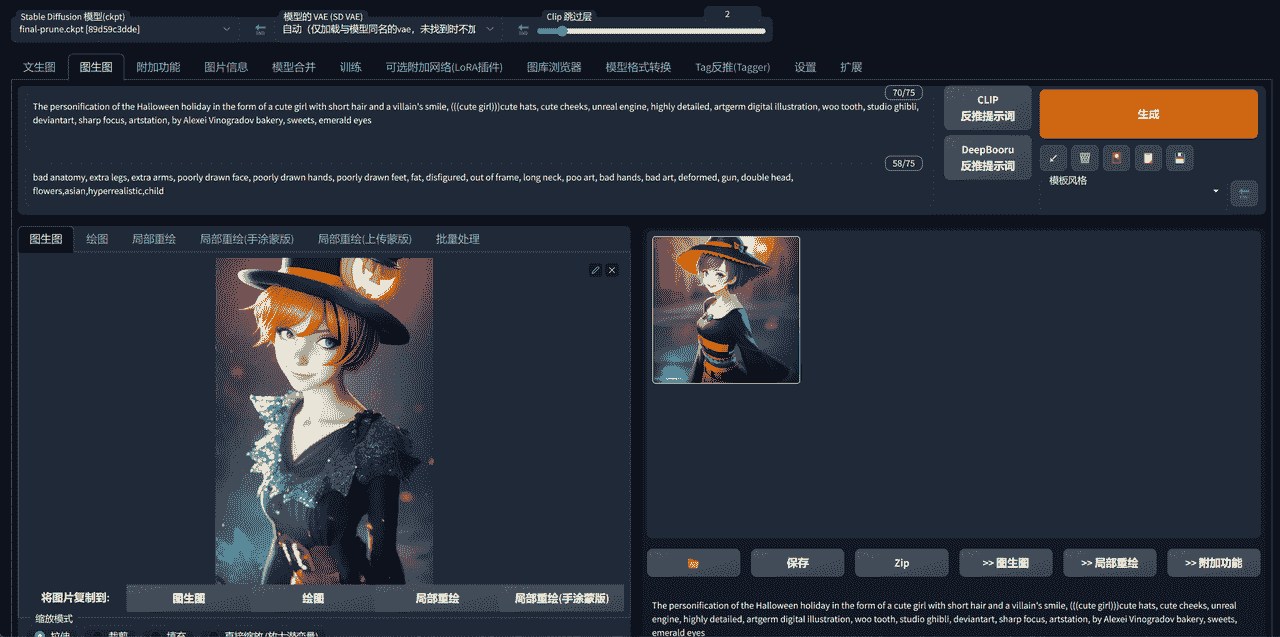 Stable Diffusion 模型(ckpt)
final-prune.ckpt [89d59c3dde]
模型的 VAE (SD VAE)
自动 (仅加载与模型同名的vae，未找到时不加
Clip 跳过层
2
文生图 图生图 附加功能 图片信息 模型合并 训练 可选附加网络(LoRA插件) 图库浏览器 模型格式转换 Tag反推(Tagger) 设置 扩展
70/75
The personification of the Halloween holiday in the form of a cute girl with short hair and a villain's smile, (((cute girl)))cute hats, cute cheeks, unreal engine, highly detailed, artgerm digital illustration, woo tooth, studio ghibli,
deviantart, sharp focus, artstation, by Alexei Vinogradov bakery, sweets, emerald eyes
58/75
bad anatomy, extra legs, extra arms, poorly drawn face, poorly drawn hands, poorly drawn feet, fat, disfigured, out of frame, long neck, poo art, bad hands, bad art, deformed, gun, double head,
flowers,asian,hyperrealistic,child
CLIP
反推提示词
DeepBooru
反推提示词
生成
模板风格
图生图 绘图 局部重绘 局部重绘(手涂蒙版) 局部重绘(上传蒙版) 批量处理
将图片复制到: 图生图 绘图 局部重绘 局部重绘(手涂蒙版)
缩放模式
拉伸 裁剪 填充 直接缩放(放大潜变量)
保存 Zip >> 图生图 >> 局部重绘 >> 附加功能
The personification of the Halloween holiday in the form of a cute girl with short hair and a villain's smile, (((cute girl)))cute hats, cute cheeks, unreal
engine, highly detailed, artgerm digital illustration, woo tooth, studio ghibli, deviantart, sharp focus, artstation, by Alexei Vinogradov bakery, sweets,
emerald eyes